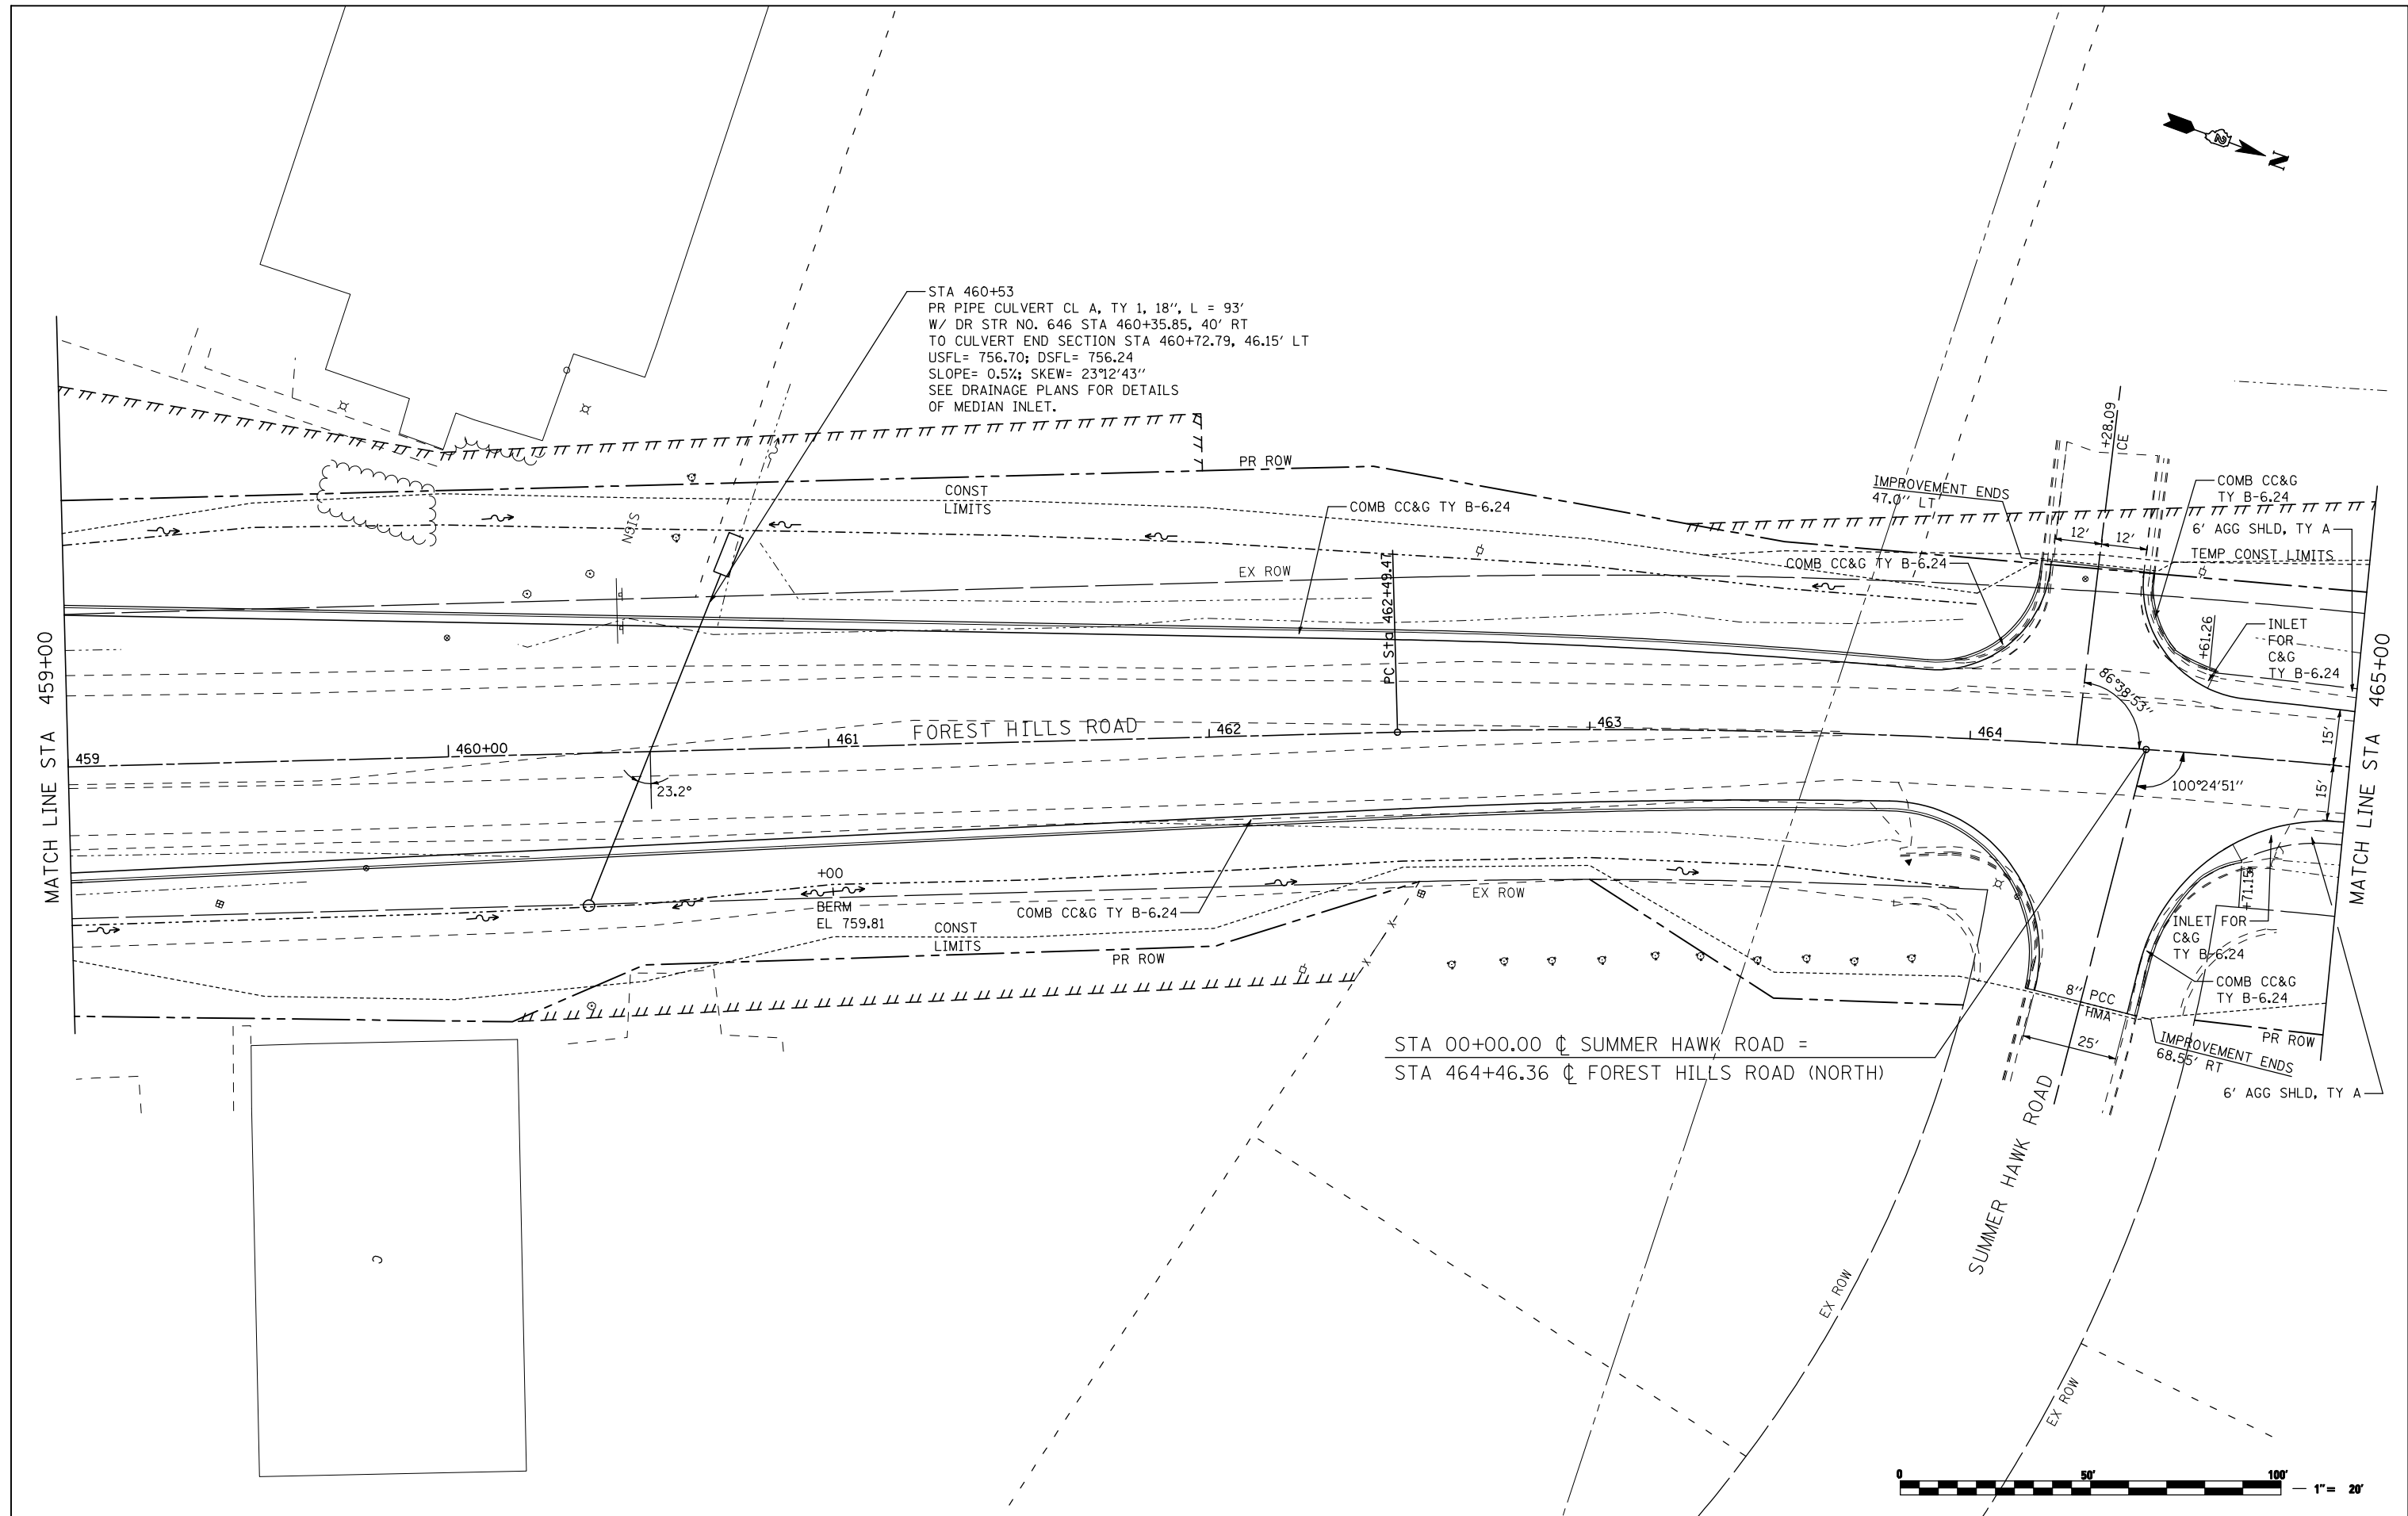 N
STA 460+53
PR PIPE CULVERT CL A, TY 1, 18", L = 93'
W/ DR STR NO. 646 STA 460+35.85, 40' RT
TO CULVERT END SECTION STA 460+72.79, 46.15' LT
USFL= 756.70; DSFL= 756.24
SLOPE= 0.5%; SKEW= 23°12'43"
SEE DRAINAGE PLANS FOR DETAILS
OF MEDIAN INLET.
PR ROW
CONST
LIMITS
COMB CC&G TY B-6.24
SIGN
EX ROW
PC Sta 462+49.47
IMPROVEMENT ENDS
47.0" LT
+28.09
CE
12'
12'
COMB CC&G
TY B-6.24
6' AGG SHLD, TY A
TEMP CONST LIMITS
COMB CC&G TY B-6.24
+61.26
INLET
FOR
C&G
TY B-6.24
86°38'53"
MATCH LINE STA 459+00
459
460+00
461
FOREST HILLS ROAD
462
463
464
15'
15'
MATCH LINE STA 465+00
100°24'51"
23.2°
+00
BERM
EL 759.81
COMB CC&G TY B-6.24
EX ROW
CONST
LIMITS
PR ROW
+71.15
INLET FOR
C&G
TY B-6.24
COMB CC&G
TY B-6.24
8" PCC
HMA
25'
IMPROVEMENT ENDS
68.55' RT
PR ROW
6' AGG SHLD, TY A
STA 00+00.00 ℄ SUMMER HAWK ROAD =
STA 464+46.36 ℄ FOREST HILLS ROAD (NORTH)
SUMMER HAWK ROAD
EX ROW
EX ROW
C
0 50' 100'
1"= 20'